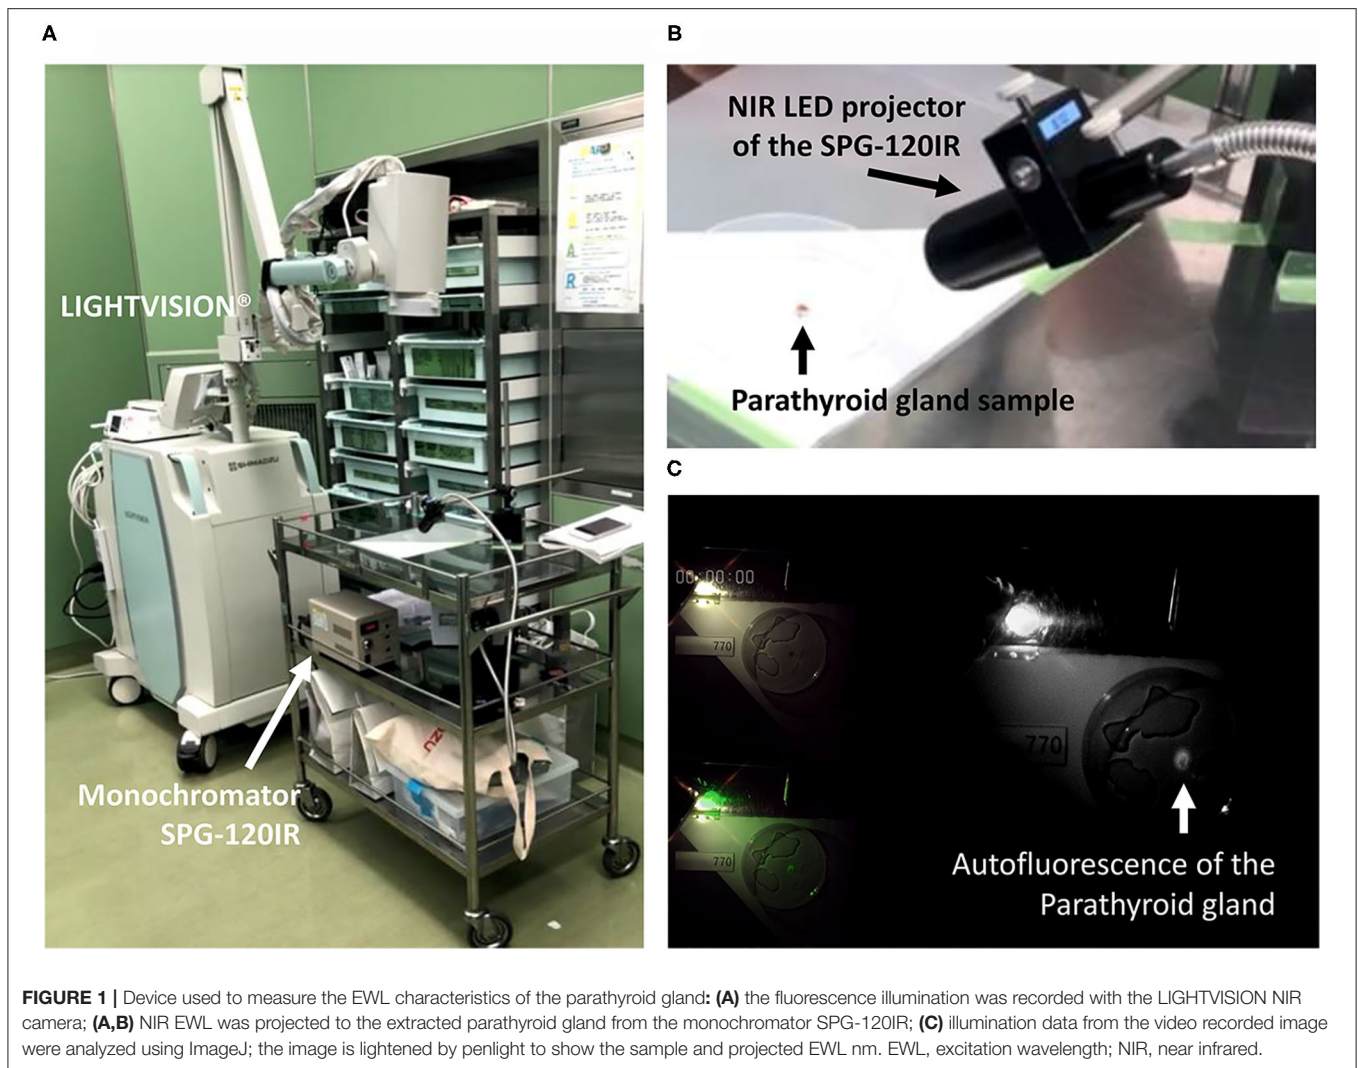 A
LIGHTVISION®
SHIMADZU
LIGHTVISION
Monochromator
SPG-120IR
B
NIR LED projector
of the SPG-120IR
Parathyroid gland sample
C
00:00:00
770
770
770
Autofluorescence of the
Parathyroid gland
FIGURE 1 | Device used to measure the EWL characteristics of the parathyroid gland: (A) the fluorescence illumination was recorded with the LIGHTVISION NIR
camera; (A,B) NIR EWL was projected to the extracted parathyroid gland from the monochromator SPG-120IR; (C) illumination data from the video recorded image
were analyzed using ImageJ; the image is lightened by penlight to show the sample and projected EWL nm. EWL, excitation wavelength; NIR, near infrared.